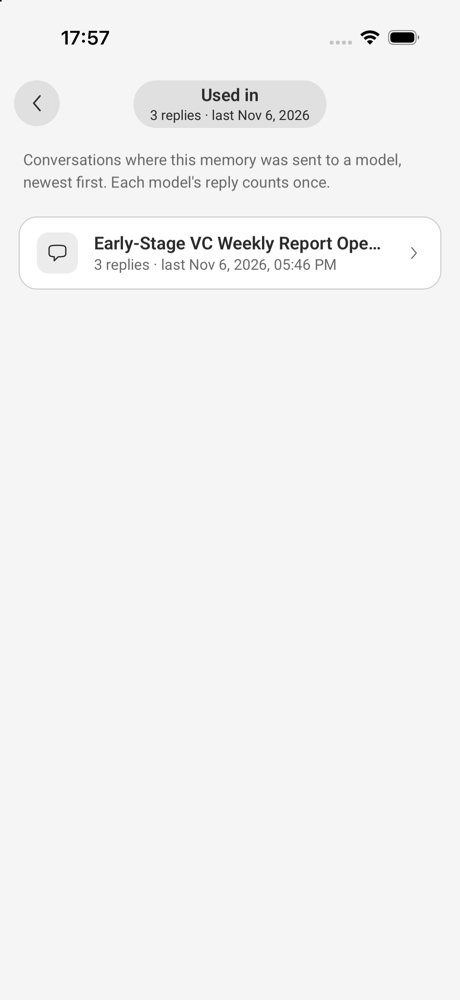 17:57
Used in
3 replies · last Nov 6, 2026
Conversations where this memory was sent to a model,
newest first. Each model's reply counts once.
Early-Stage VC Weekly Report Ope...
3 replies · last Nov 6, 2026, 05:46 PM